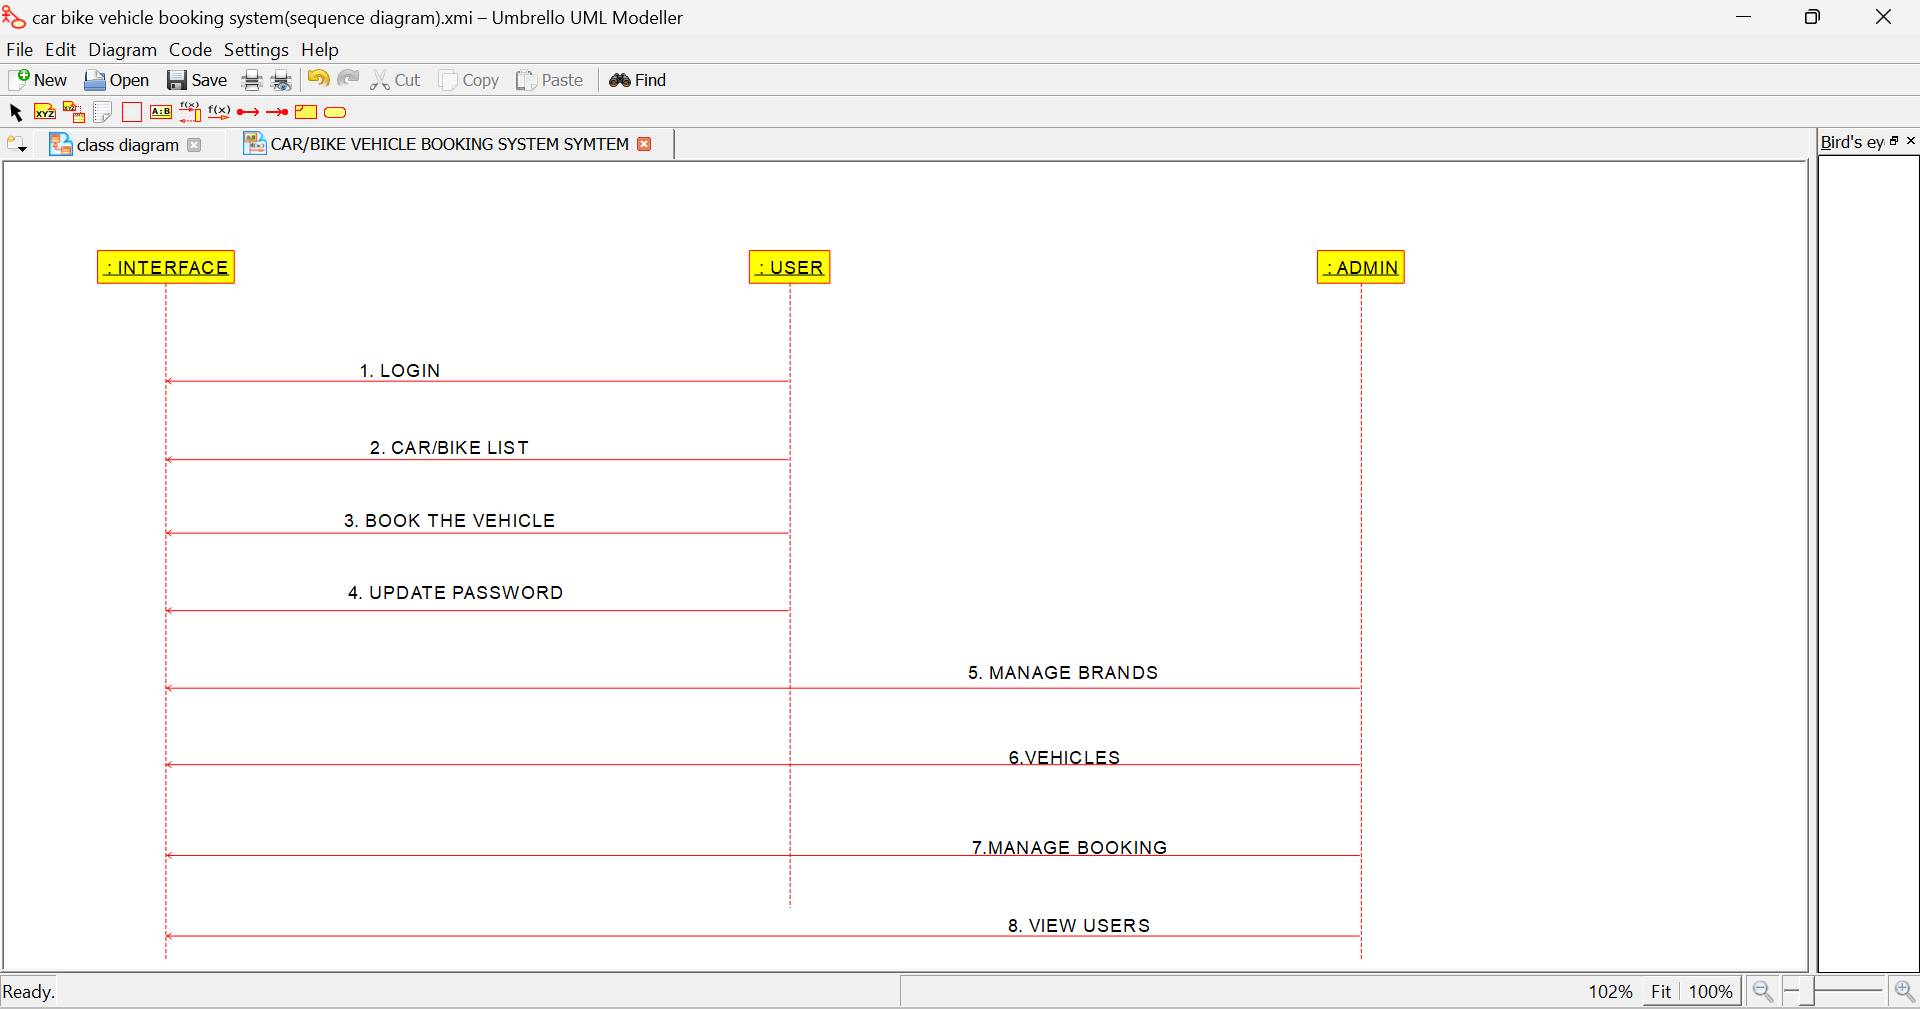 car bike vehicle booking system(sequence diagram).xmi – Umbrello UML Modeller
File Edit Diagram Code Settings Help
New Open Save Cut Copy Paste Find
XYZ XYZ A:B f(x) f(x)
class diagram CAR/BIKE VEHICLE BOOKING SYSTEM SYMTEM Bird's ey
: INTERFACE : USER : ADMIN
1. LOGIN
2. CAR/BIKE LIST
3. BOOK THE VEHICLE
4. UPDATE PASSWORD
5. MANAGE BRANDS
6.VEHICLES
7.MANAGE BOOKING
8. VIEW USERS
Ready. 102% Fit 100%